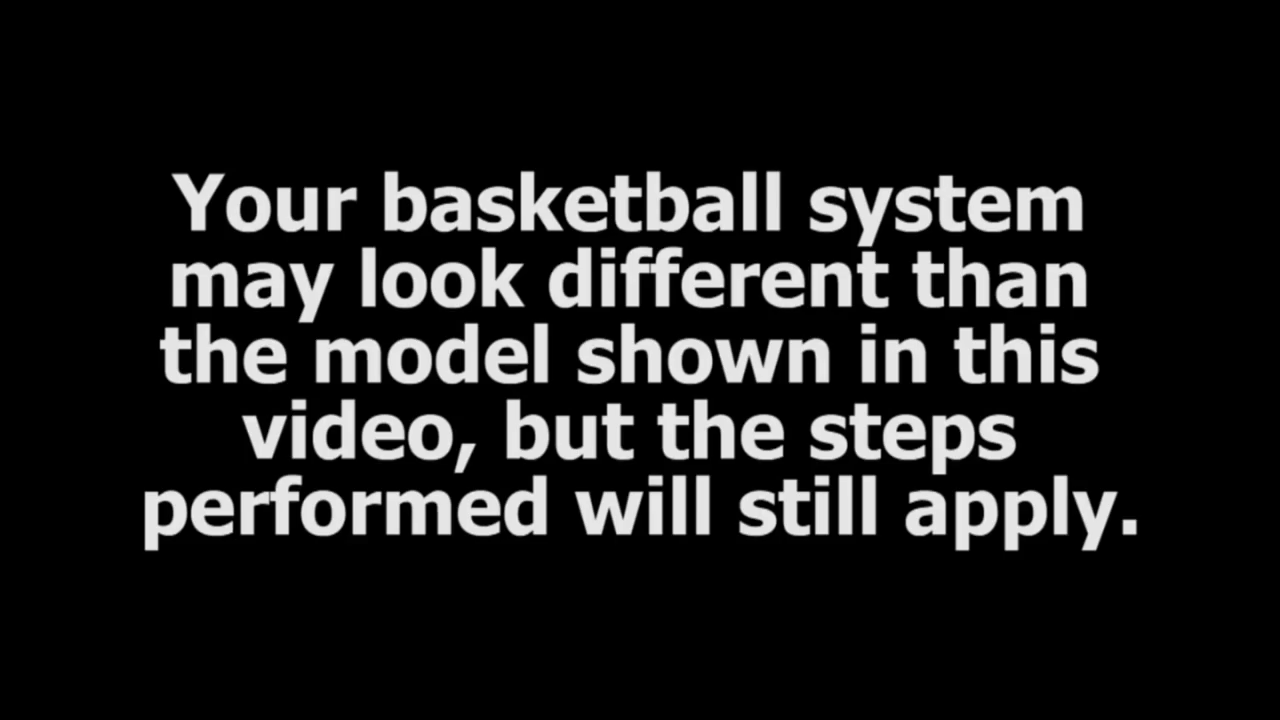 Your basketball system
may look different than
the model shown in this
video, but the steps
performed will still apply.